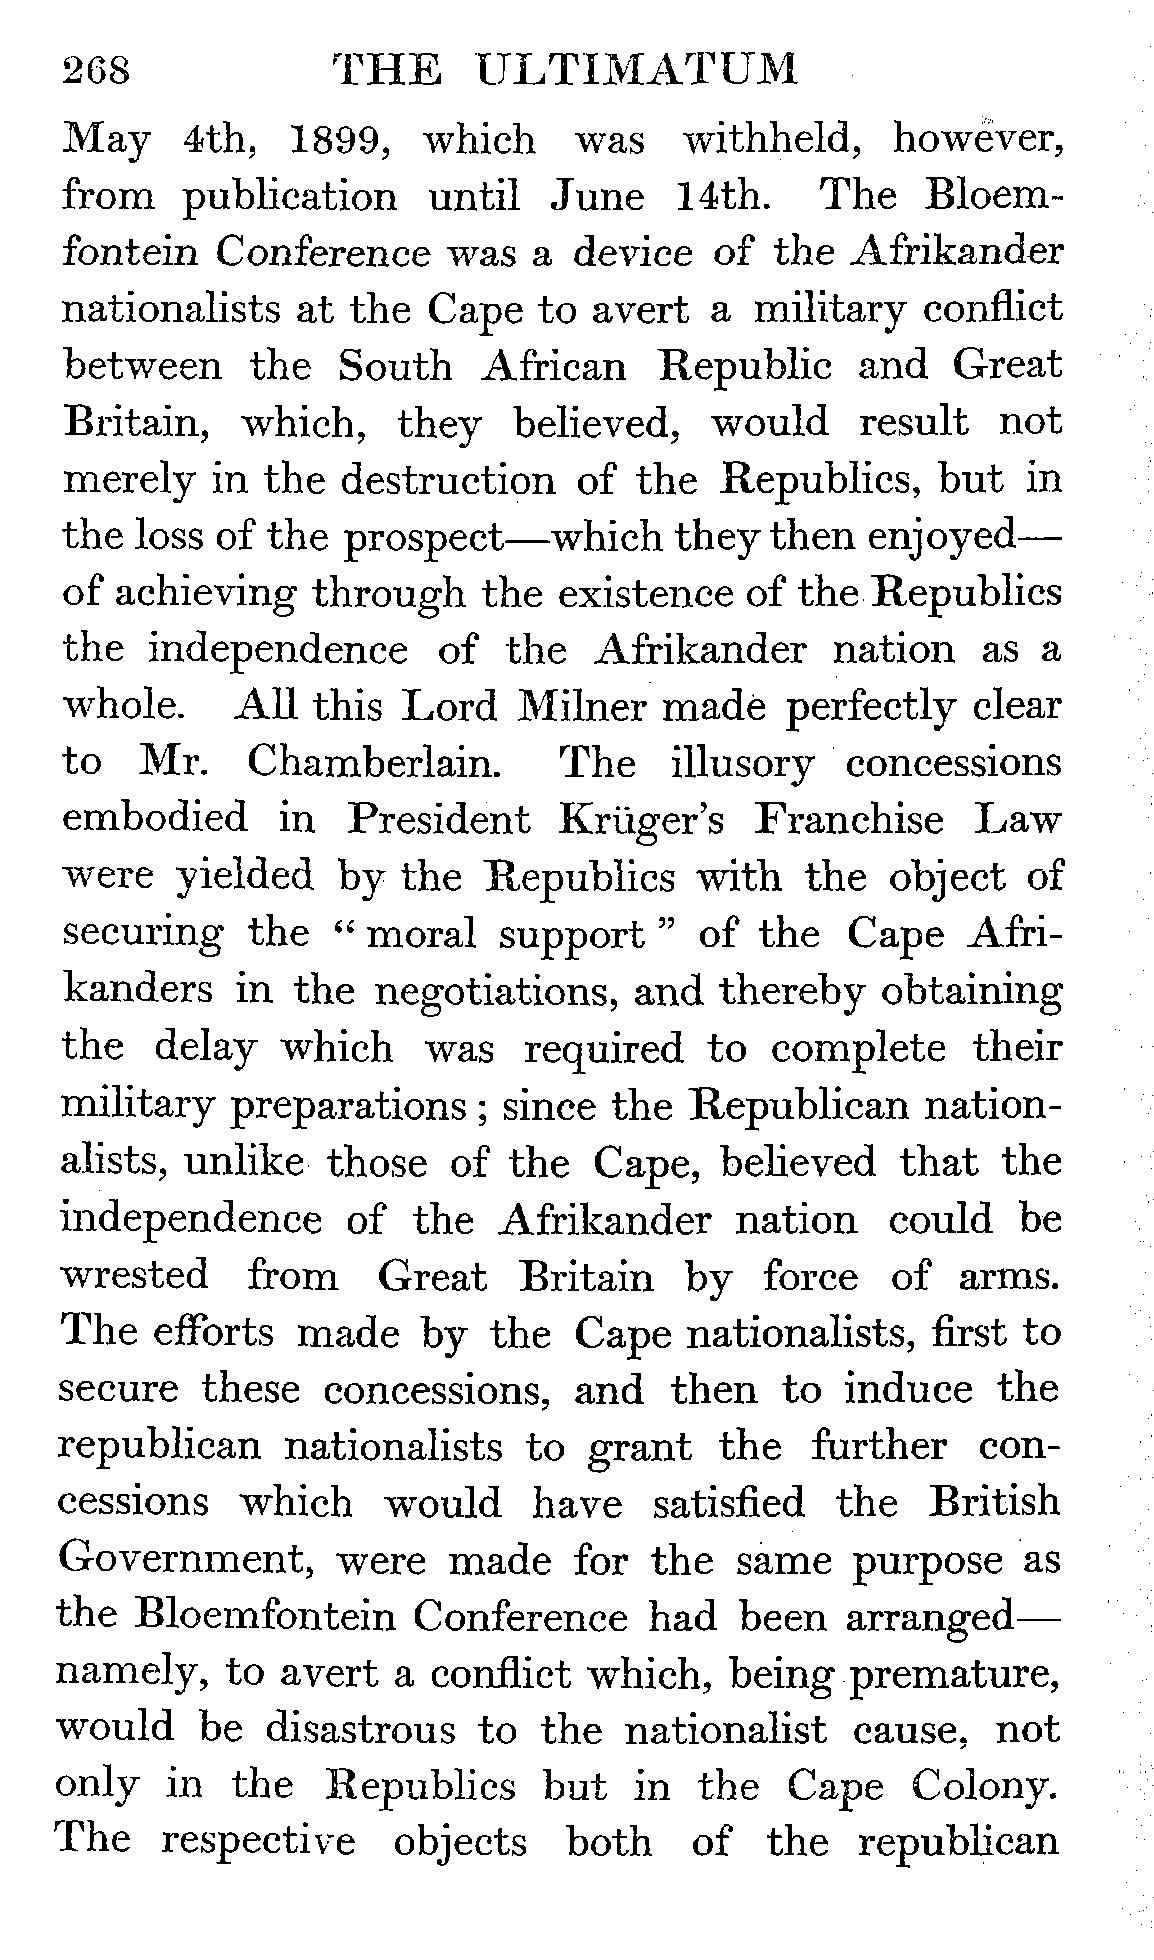 268 THE ULTIMATUM
May 4th, 1899, which was withheld, however,
from publication until June 14th. The Bloem-
fontein Conference was a device of the Afrikander
nationalists at the Cape to avert a military conflict
between the South African Republic and Great
Britain, which, they believed, would result not
merely in the destruction of the Republics, but in
the loss of the prospect—which they then enjoyed—
of achieving through the existence of the Republics
the independence of the Afrikander nation as a
whole. All this Lord Milner made perfectly clear
to Mr. Chamberlain. The illusory concessions
embodied in President Krüger's Franchise Law
were yielded by the Republics with the object of
securing the “ moral support ” of the Cape Afri-
kanders in the negotiations, and thereby obtaining
the delay which was required to complete their
military preparations ; since the Republican nation-
alists, unlike those of the Cape, believed that the
independence of the Afrikander nation could be
wrested from Great Britain by force of arms.
The efforts made by the Cape nationalists, first to
secure these concessions, and then to induce the
republican nationalists to grant the further con-
cessions which would have satisfied the British
Government, were made for the same purpose as
the Bloemfontein Conference had been arranged—
namely, to avert a conflict which, being premature,
would be disastrous to the nationalist cause, not
only in the Republics but in the Cape Colony.
The respective objects both of the republican